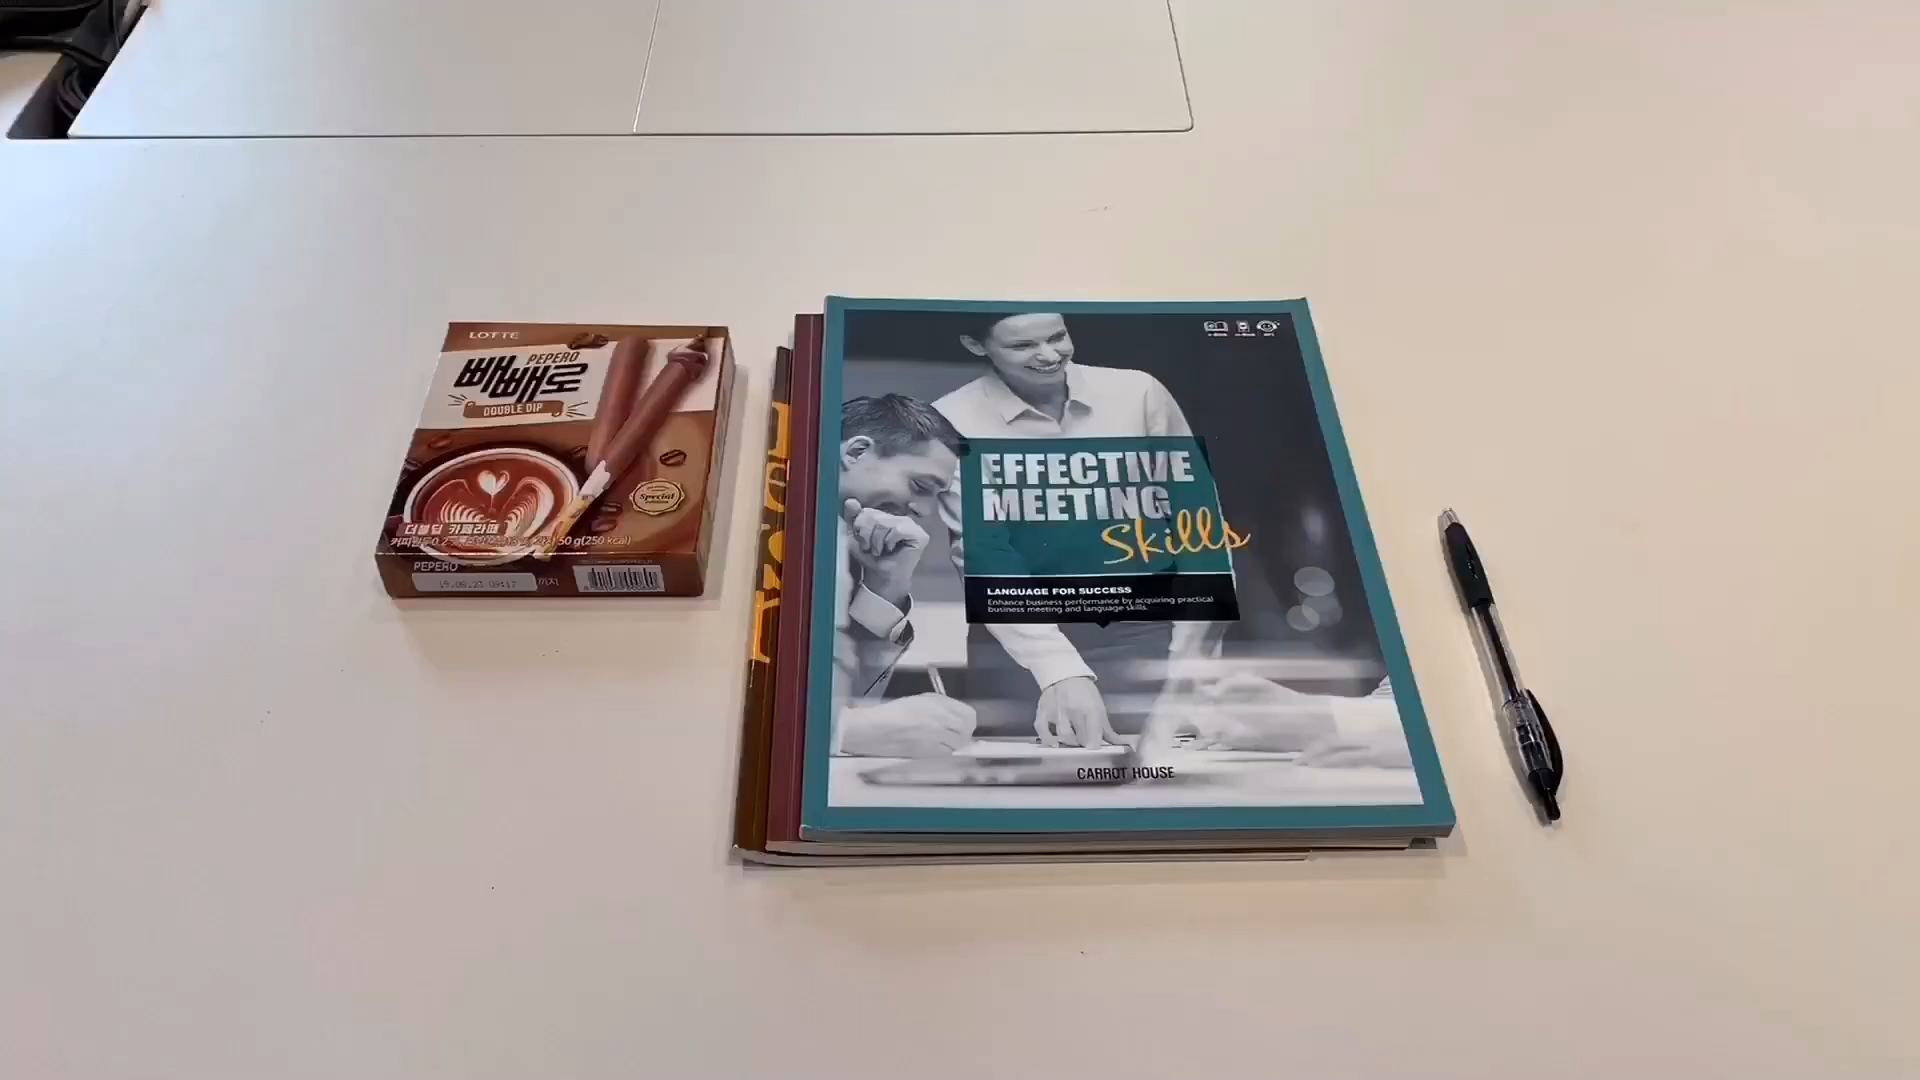 LOTTE
PEPERO
빼빼로
DOUBLE DIP
Special
더블딥 카페라떼
50 g(250 kcal)
PEPERO
까지
EFFECTIVE
MEETING
Skills
LANGUAGE FOR SUCCESS
Enhance business performance by acquiring practical
business meeting and language skills.
CARROT HOUSE